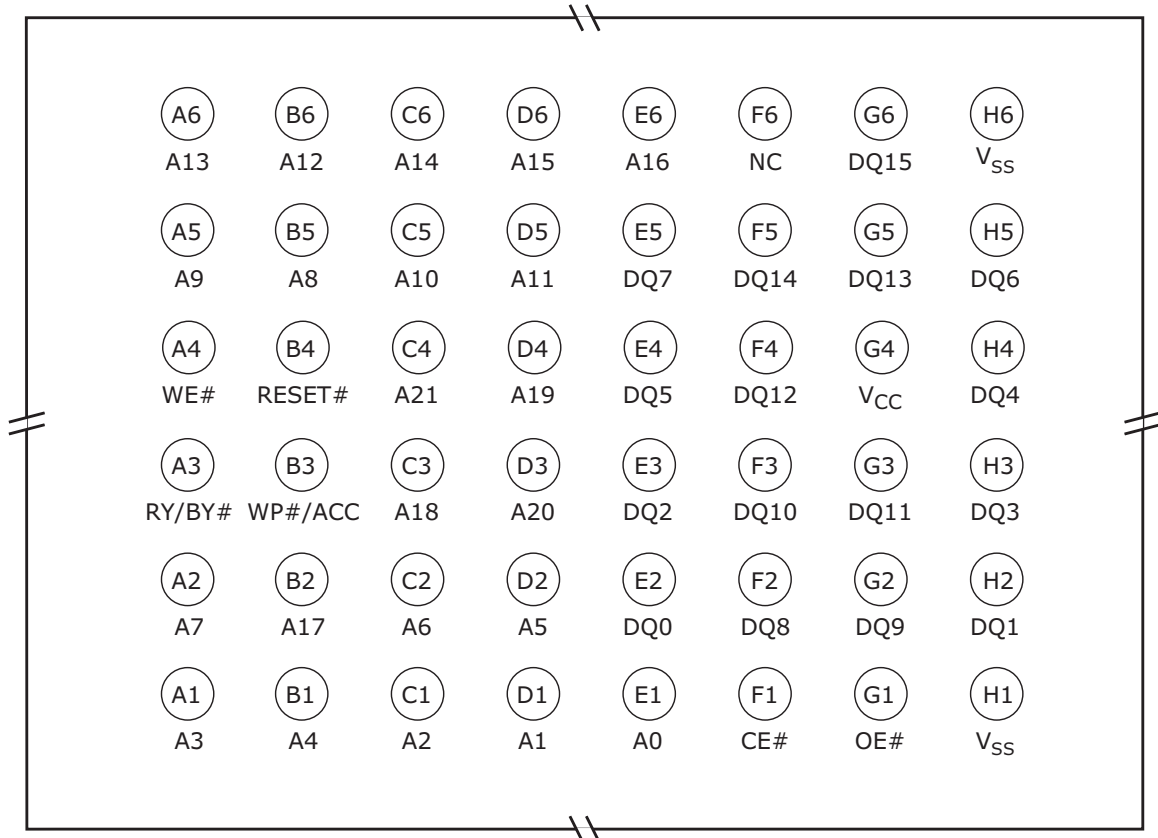 A6 B6 C6 D6 E6 F6 G6 H6
A13 A12 A14 A15 A16 NC DQ15 VSS
A5 B5 C5 D5 E5 F5 G5 H5
A9 A8 A10 A11 DQ7 DQ14 DQ13 DQ6
A4 B4 C4 D4 E4 F4 G4 H4
WE# RESET# A21 A19 DQ5 DQ12 VCC DQ4
A3 B3 C3 D3 E3 F3 G3 H3
RY/BY# WP#/ACC A18 A20 DQ2 DQ10 DQ11 DQ3
A2 B2 C2 D2 E2 F2 G2 H2
A7 A17 A6 A5 DQ0 DQ8 DQ9 DQ1
A1 B1 C1 D1 E1 F1 G1 H1
A3 A4 A2 A1 A0 CE# OE# VSS